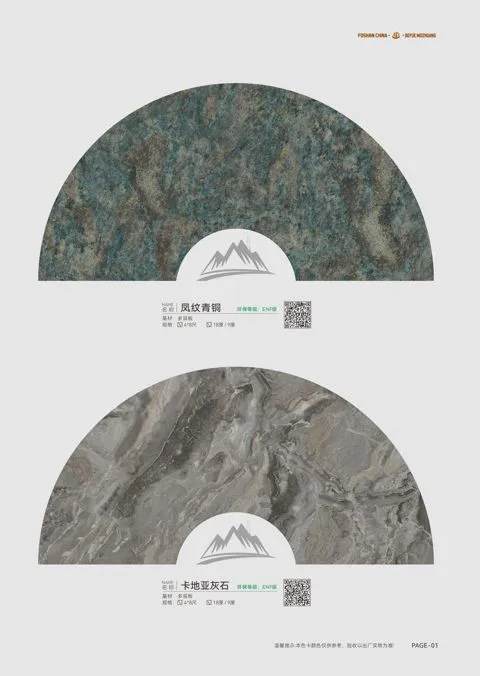 FOSHAN CHINA · · DEYUE MUZHUANG
NAME
名称 凤纹青铜 环保等级：ENF级
基材 多层板
规格 4*8尺 18厘 / 9厘
NAME
名称 卡地亚灰石 环保等级：ENF级
基材 多层板
规格 4*8尺 18厘 / 9厘
温馨提示:本色卡颜色仅供参考，验收以出厂实物为准! PAGE-01